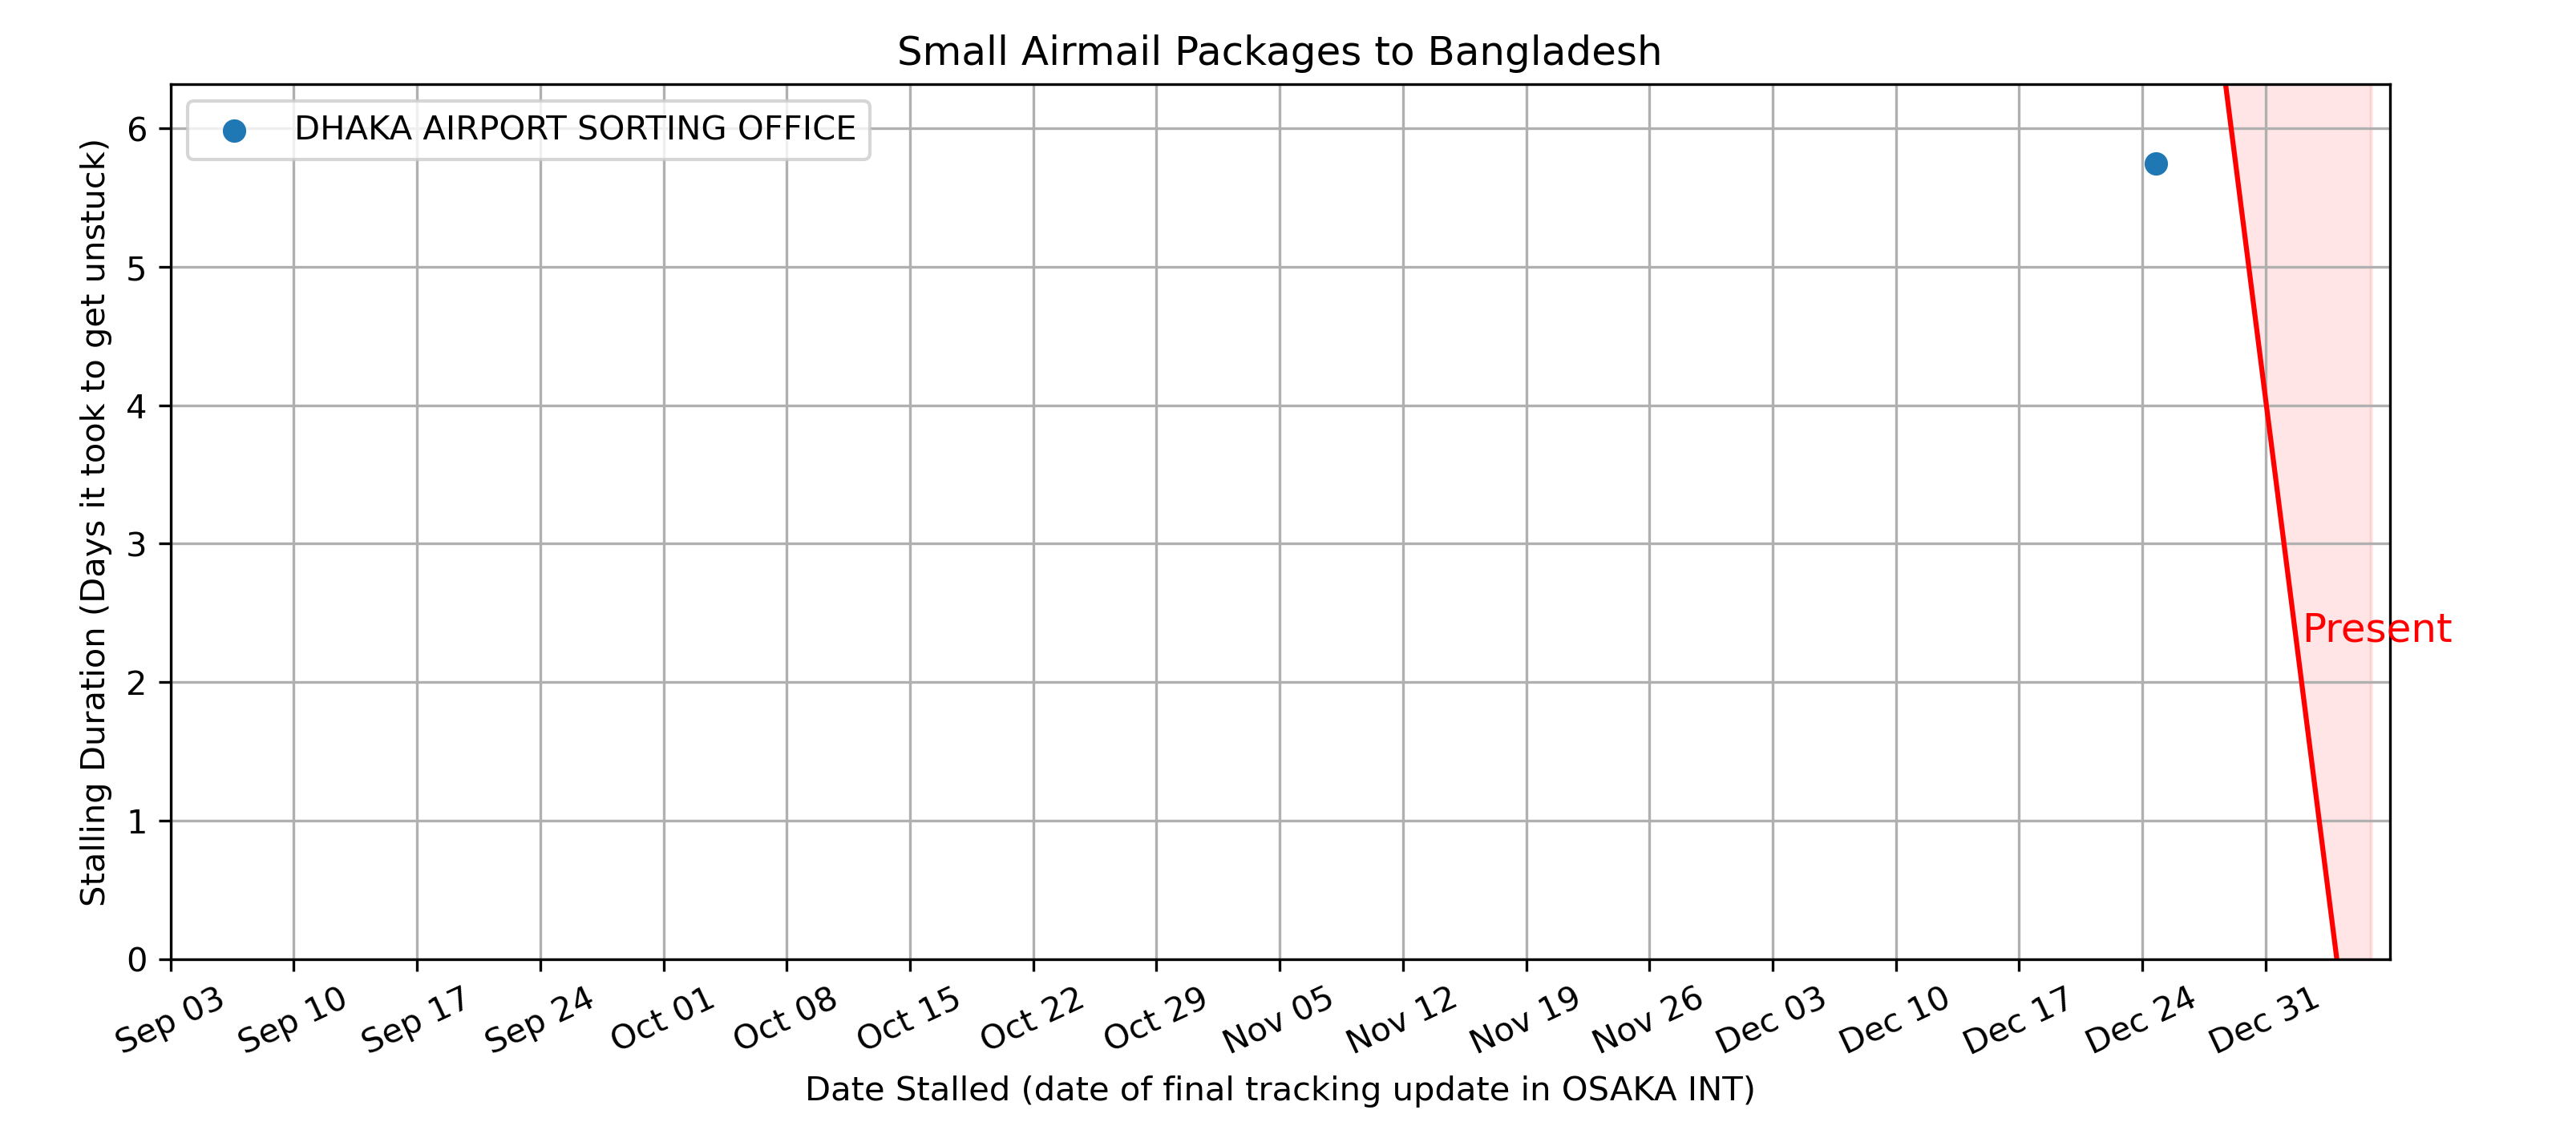 Small Airmail Packages to Bangladesh
DHAKA AIRPORT SORTING OFFICE
Stalling Duration (Days it took to get unstuck)
6
5
4
3
2
1
0
Present
Sep 03
Sep 10
Sep 17
Sep 24
Oct 01
Oct 08
Oct 15
Oct 22
Oct 29
Nov 05
Nov 12
Nov 19
Nov 26
Dec 03
Dec 10
Dec 17
Dec 24
Dec 31
Date Stalled (date of final tracking update in OSAKA INT)